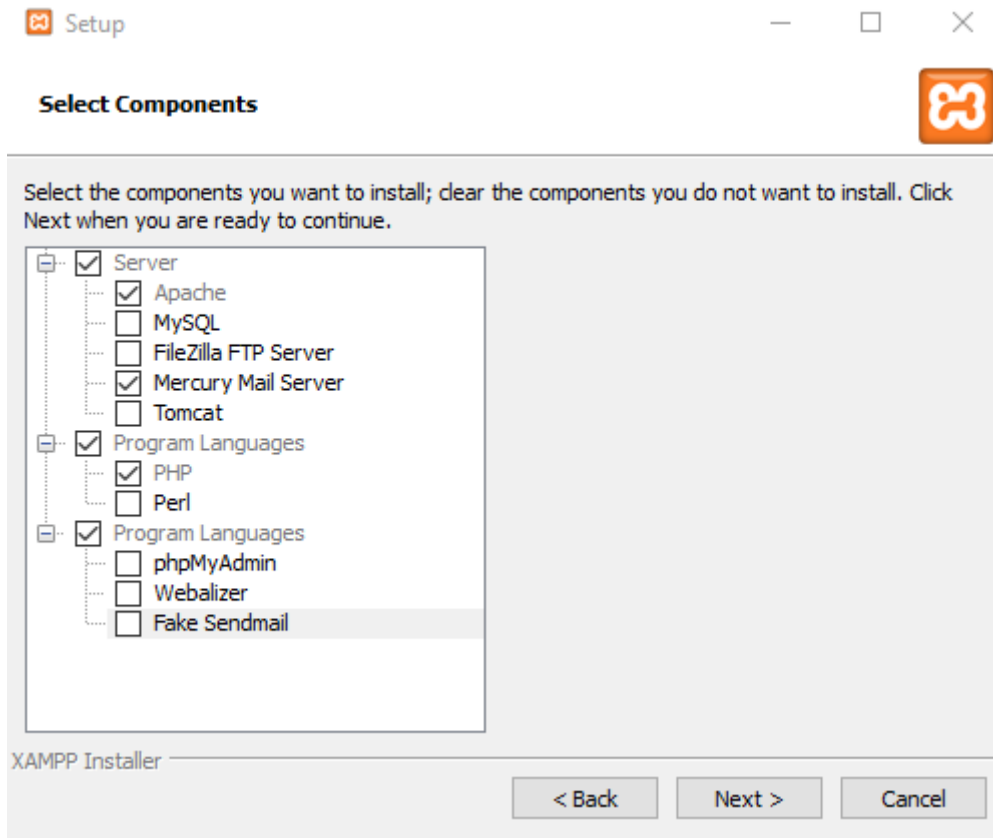 Setup
Select Components
Select the components you want to install; clear the components you do not want to install. Click
Next when you are ready to continue.
Server
Apache
MySQL
FileZilla FTP Server
Mercury Mail Server
Tomcat
Program Languages
PHP
Perl
Program Languages
phpMyAdmin
Webalizer
Fake Sendmail
XAMPP Installer
< Back
Next >
Cancel